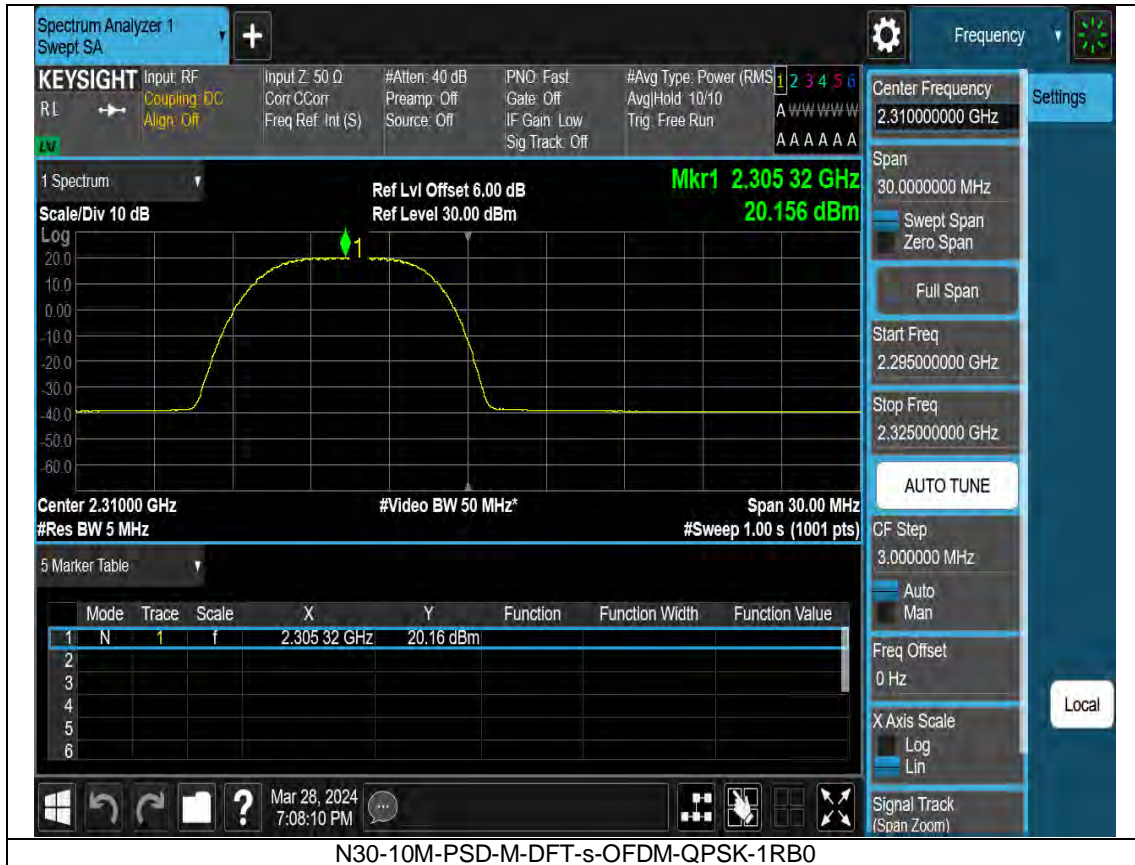 Spectrum Analyzer 1
Swept SA
+
Frequency
KEYSIGHT
RL
LXI
Input: RF
Coupling: DC
Align: Off
Input Z: 50 Ω
Corr CCorr
Freq Ref: Int (S)
#Atten: 40 dB
Preamp: Off
Source: Off
PNO: Fast
Gate: Off
IF Gain: Low
Sig Track: Off
#Avg Type: Power (RMS
Avg|Hold: 10/10
Trig: Free Run
1 2 3 4 5 6
A W W W W W
A A A A A A
1 Spectrum
Scale/Div 10 dB
Ref Lvl Offset 6.00 dB
Ref Level 30.00 dBm
Mkr1 2.305 32 GHz
20.156 dBm
Log
1
20.0
10.0
0.00
-10.0
-20.0
-30.0
-40.0
-50.0
-60.0
Center 2.31000 GHz
#Video BW 50 MHz*
Span 30.00 MHz
#Res BW 5 MHz
#Sweep 1.00 s (1001 pts)
5 Marker Table
Mode Trace Scale X Y Function Function Width Function Value
1 N 1 f 2.305 32 GHz 20.16 dBm
2
3
4
5
6
Mar 28, 2024
7:08:10 PM
?
Center Frequency
2.310000000 GHz
Settings
Span
30.0000000 MHz
Swept Span
Zero Span
Full Span
Start Freq
2.295000000 GHz
Stop Freq
2.325000000 GHz
AUTO TUNE
CF Step
3.000000 MHz
Auto
Man
Freq Offset
0 Hz
Local
X Axis Scale
Log
Lin
Signal Track
(Span Zoom)
N30-10M-PSD-M-DFT-s-OFDM-QPSK-1RB0